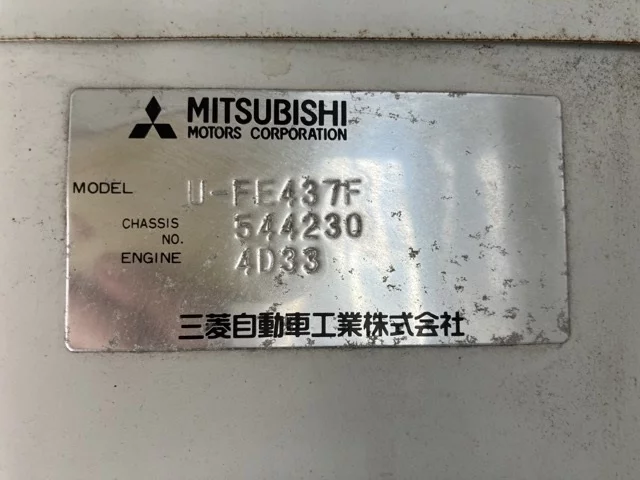 MITSUBISHI
MOTORS CORPORATION
MODEL U-FE437F
CHASSIS NO. 544230
ENGINE 4D33
三菱自動車工業株式会社